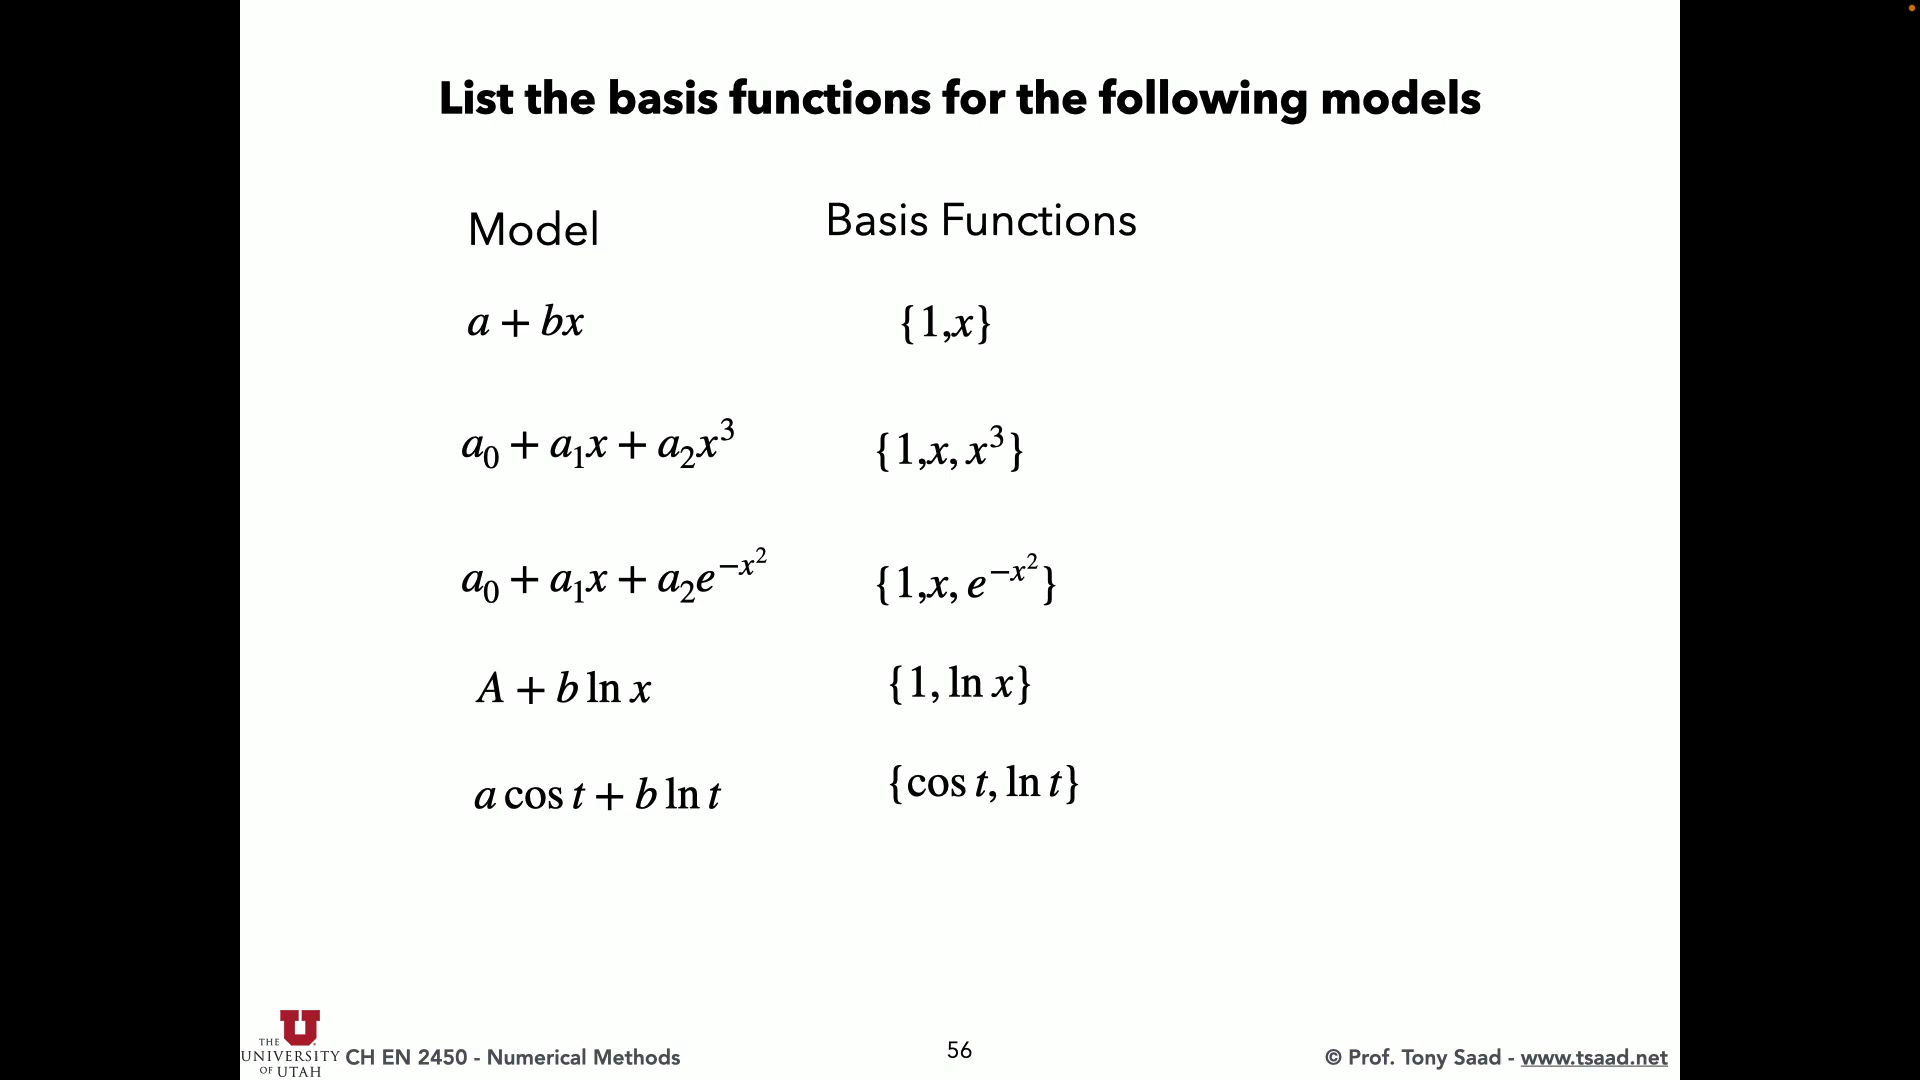 List the basis functions for the following models
Model Basis Functions
a + bx {1,x}
a₀ + a₁x + a₂x³ {1,x, x³}
a₀ + a₁x + a₂e^{−x²} {1,x, e^{−x²}}
A + b ln x {1, ln x}
a cos t + b ln t {cos t, ln t}
THE
UNIVERSITY
OF UTAH
CH EN 2450 - Numerical Methods
56
© Prof. Tony Saad - www.tsaad.net